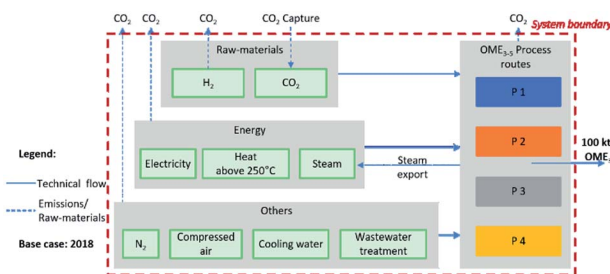 CO2 CO2 CO2 CO2 Capture CO2
System boundary
Raw-materials
H2 CO2
OME3-5 Process
routes
P 1
P 2
P 3
P 4
Energy
Electricity
Heat
above 250°C
Steam
Steam
export
100 kt
OME
Others
N2
Compressed
air
Cooling water
Wastewater
treatment
Legend:
Technical flow
Emissions/
Raw-materials
Base case: 2018